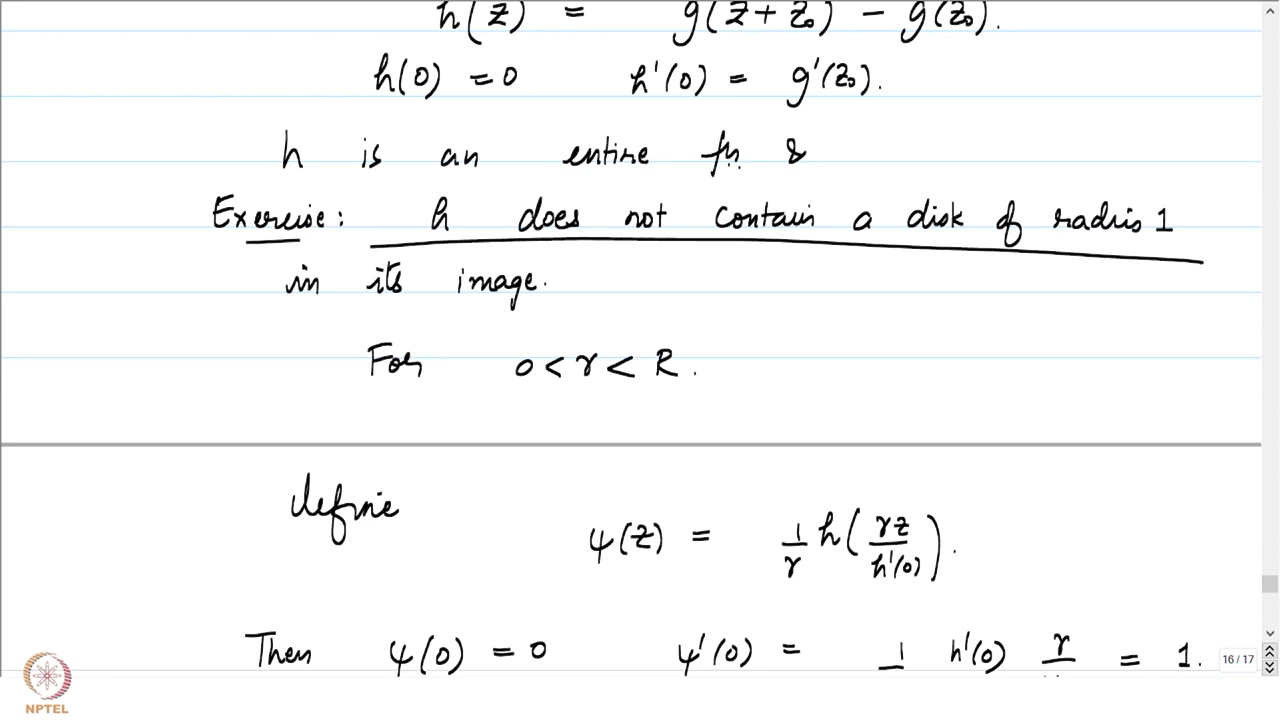 h(z) = g(z + z₀) − g(z₀).
h(0) = 0 h'(0) = g'(z₀).
h is an entire fn. &
Exercise: h does not contain a disk of radius 1
in its image.
For 0 < r < R.
define
ψ(z) = 1/r h(rz/h'(0)).
Then ψ(0) = 0 ψ'(0) = 1 h'(0) r = 1.
16 / 17
NPTEL